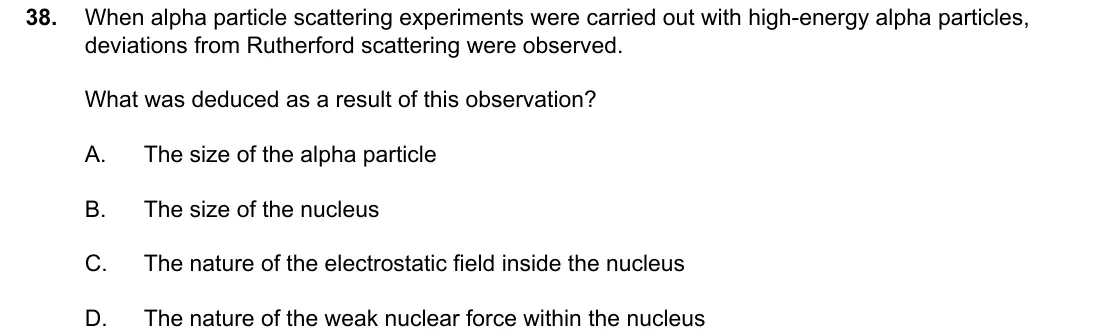 38. When alpha particle scattering experiments were carried out with high-energy alpha particles,
deviations from Rutherford scattering were observed.
What was deduced as a result of this observation?
A. The size of the alpha particle
B. The size of the nucleus
C. The nature of the electrostatic field inside the nucleus
D. The nature of the weak nuclear force within the nucleus